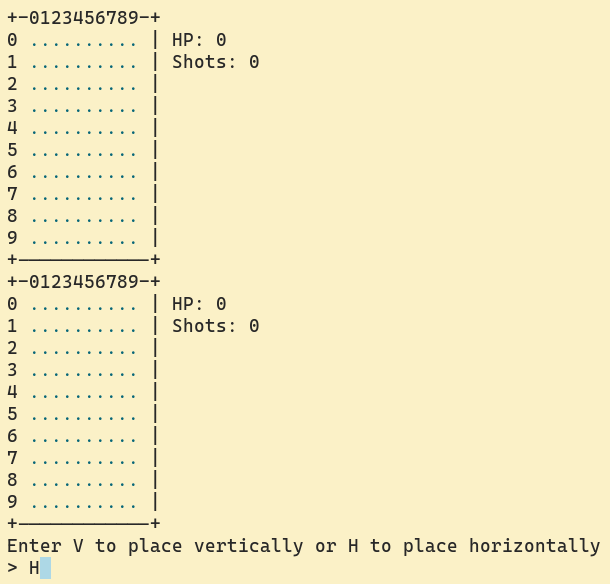 +-0123456789-+
0 .......... | HP: 0
1 .......... | Shots: 0
2 .......... |
3 .......... |
4 .......... |
5 .......... |
6 .......... |
7 .......... |
8 .......... |
9 .......... |
+————————————+
+-0123456789-+
0 .......... | HP: 0
1 .......... | Shots: 0
2 .......... |
3 .......... |
4 .......... |
5 .......... |
6 .......... |
7 .......... |
8 .......... |
9 .......... |
+————————————+
Enter V to place vertically or H to place horizontally
> H